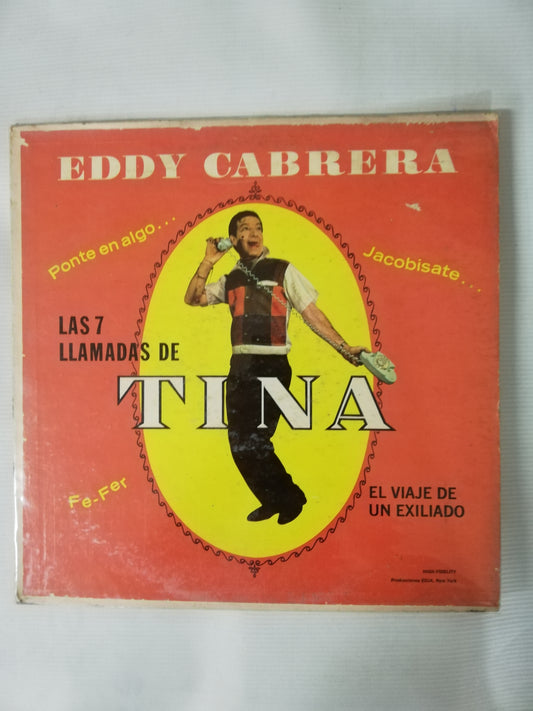 EDDY CABRERA
Ponte en algo...
Jacobisate...
LAS 7
LLAMADAS DE
TINA
Fe-Fer
EL VIAJE DE
UN EXILIADO
HIGH-FIDELITY
Producciones EDCA, New York